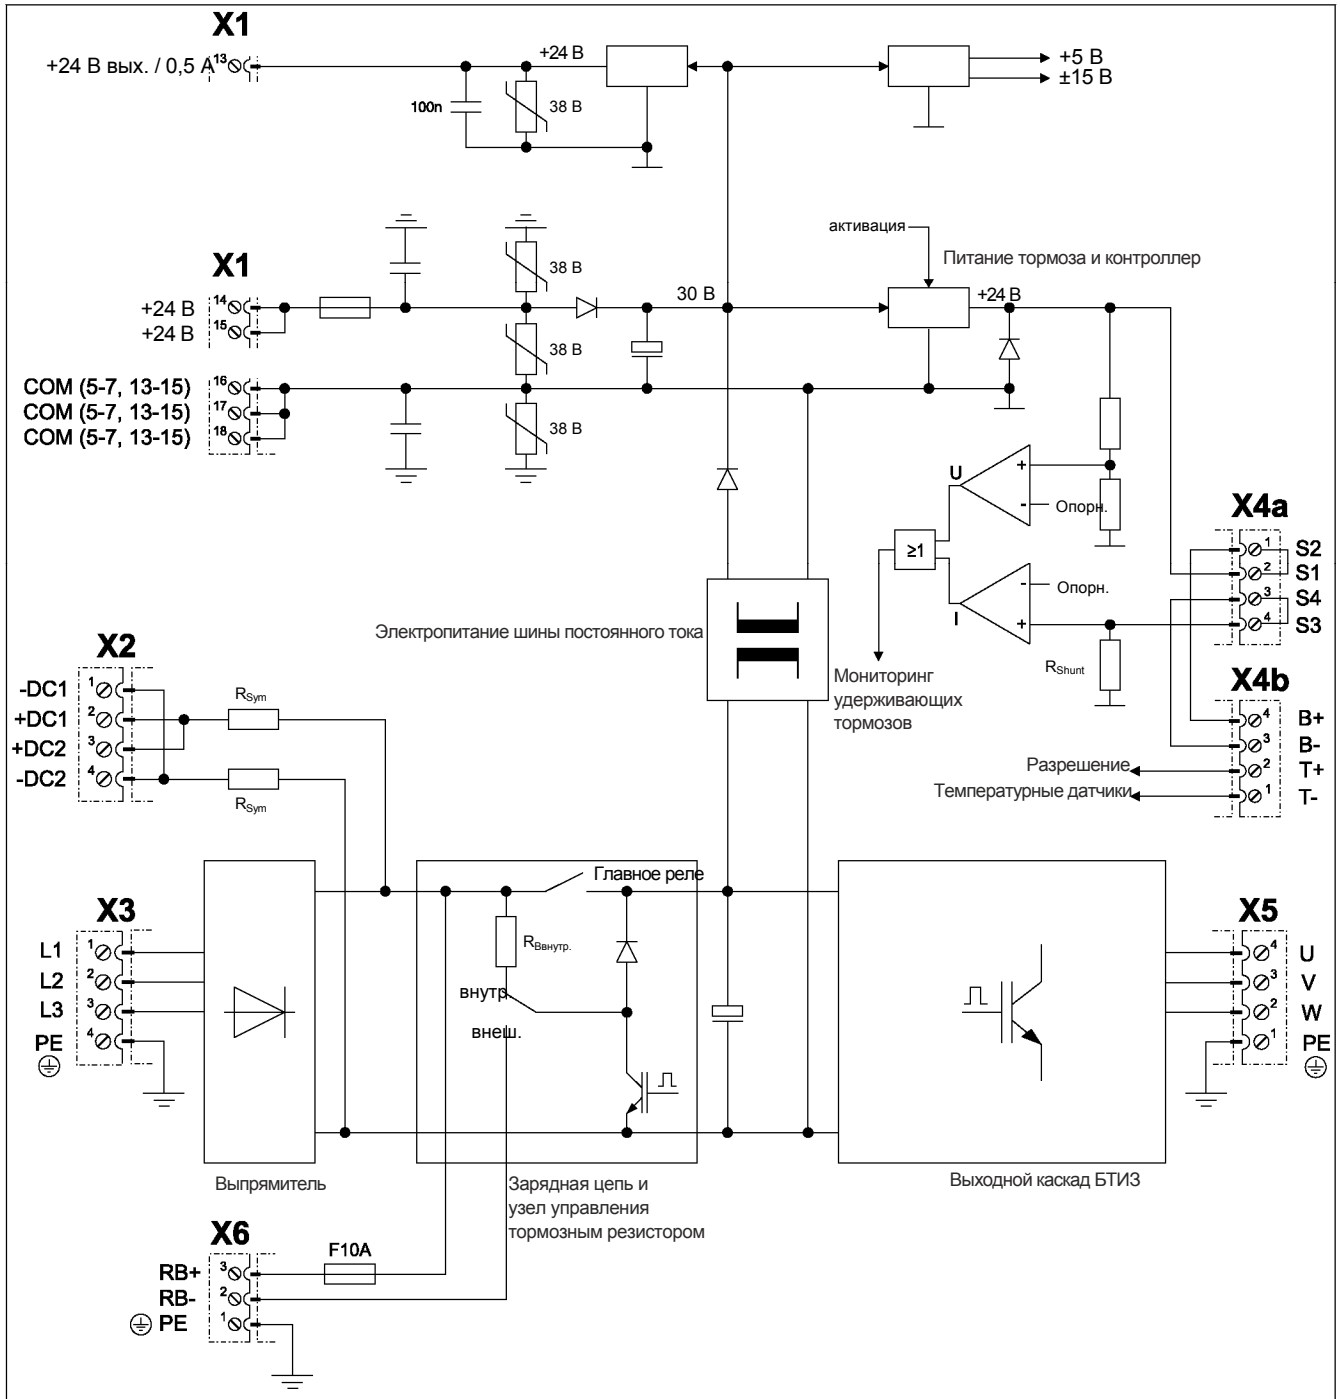 X1
+24 В вых. / 0,5 А
13
+24 В
+5 В
±15 В
100n
38 В
активация
Питание тормоза и контроллер
X1
38 В
30 В
+24 В
+24 В
14
+24 В
15
38 В
COM (5-7, 13-15)
16
COM (5-7, 13-15)
17
COM (5-7, 13-15)
18
38 В
U
+
-
Опорн.
≥1
-
Опорн.
I
+
RShunt
X4a
1
S2
2
S1
3
S4
4
S3
Электропитание шины постоянного тока
Мониторинг
удерживающих
тормозов
X4b
4
B+
3
B-
Разрешение
2
T+
Температурные датчики
1
T-
X2
-DC1
1
RSym
+DC1
2
+DC2
3
-DC2
4
RSym
Главное реле
X3
L1
1
L2
2
L3
3
PE
4
RВвнутр.
внутр.
внеш.
X5
4
U
3
V
2
W
1
PE
Выпрямитель
Зарядная цепь и
узел управления
тормозным резистором
Выходной каскад БТИЗ
X6
F10A
RB+
3
RB-
2
PE
1